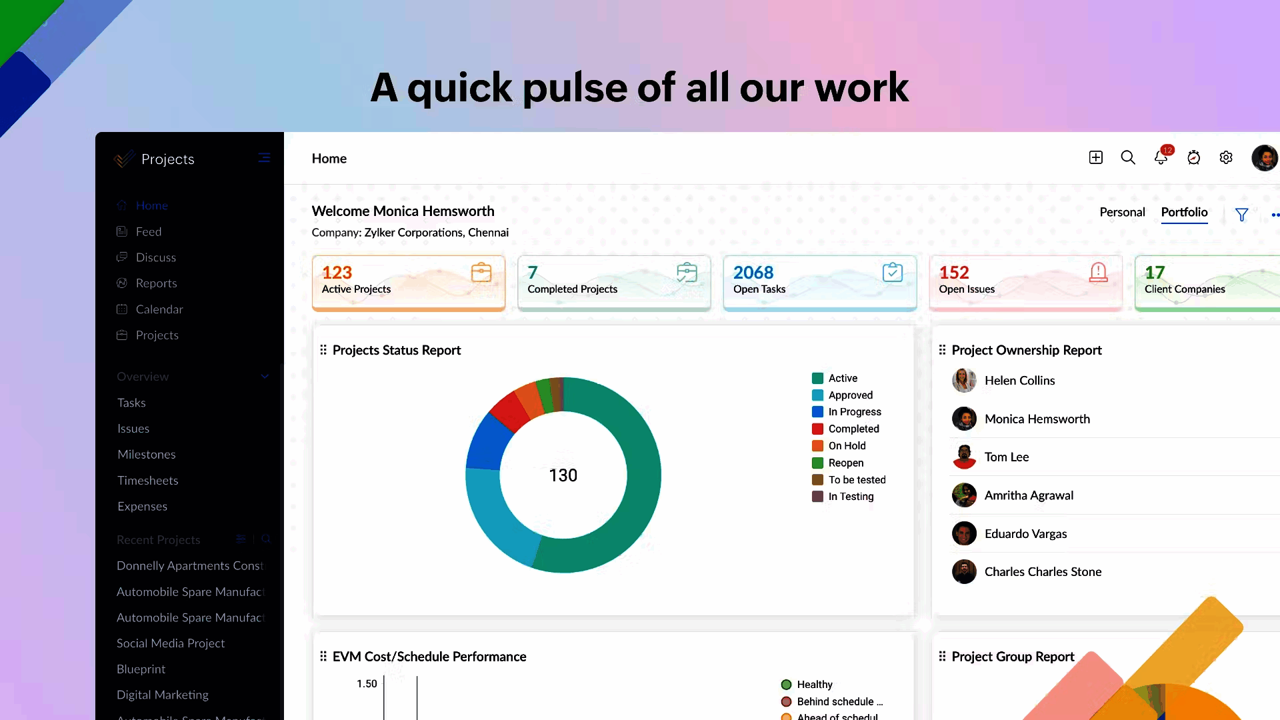 A quick pulse of all our work
Projects
Home
Feed
Discuss
Reports
Calendar
Projects
Overview
Tasks
Issues
Milestones
Timesheets
Expenses
Recent Projects
Donnelly Apartments Const
Automobile Spare Manufac
Automobile Spare Manufac
Social Media Project
Blueprint
Digital Marketing
Automobile Spare Manufac
Home
12
Welcome Monica Hemsworth
Company: Zylker Corporations, Chennai
Personal Portfolio
123
Active Projects
7
Completed Projects
2068
Open Tasks
152
Open Issues
17
Client Companies
Projects Status Report
130
Active
Approved
In Progress
Completed
On Hold
Reopen
To be tested
In Testing
Project Ownership Report
Helen Collins
Monica Hemsworth
Tom Lee
Amritha Agrawal
Eduardo Vargas
Charles Charles Stone
EVM Cost/Schedule Performance
1.50
Healthy
Behind schedule ...
Ahead of schedul
Project Group Report